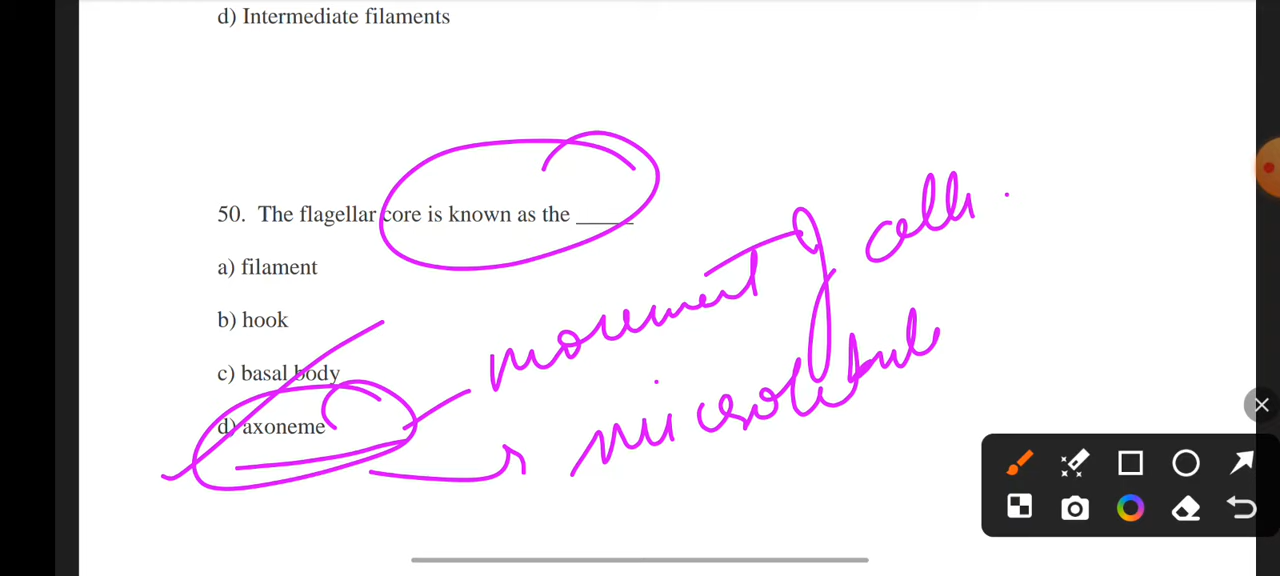 d) Intermediate filaments
50. The flagellar core is known as the _____
a) filament
b) hook
c) basal body
d) axoneme
movement of cells.
microtubule